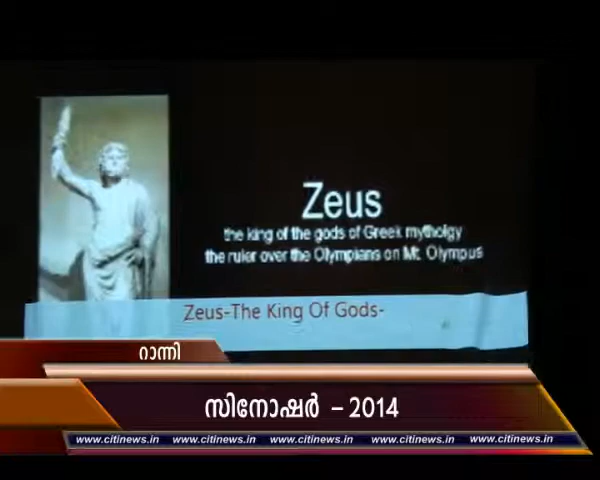 Zeus
the king of the gods of Greek mytholgy
the ruler over the Olympians on Mt. Olympus
Zeus-The King Of Gods-
റാന്നി
സിനോഷർ – 2014
www.citinews.in www.citinews.in www.citinews.in www.citinews.in www.citinews.in